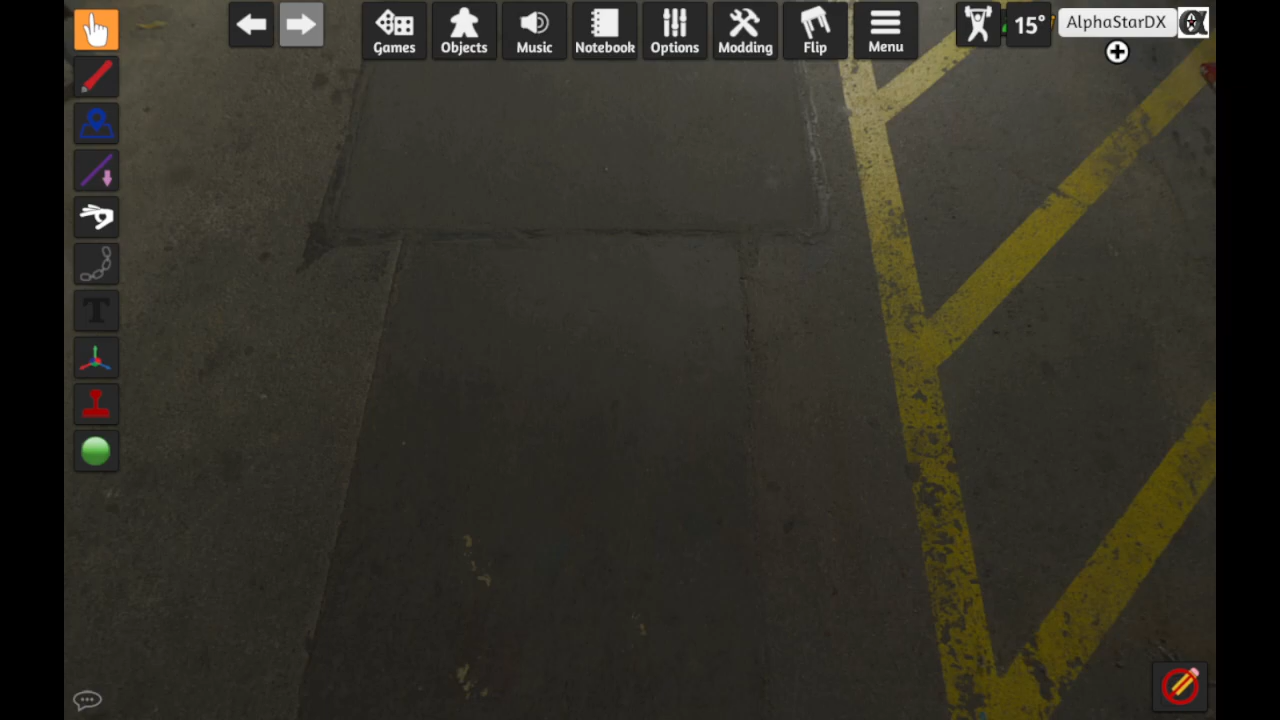 Games
Objects
Music
Notebook
Options
Modding
Flip
Menu
15°
AlphaStarDX
T